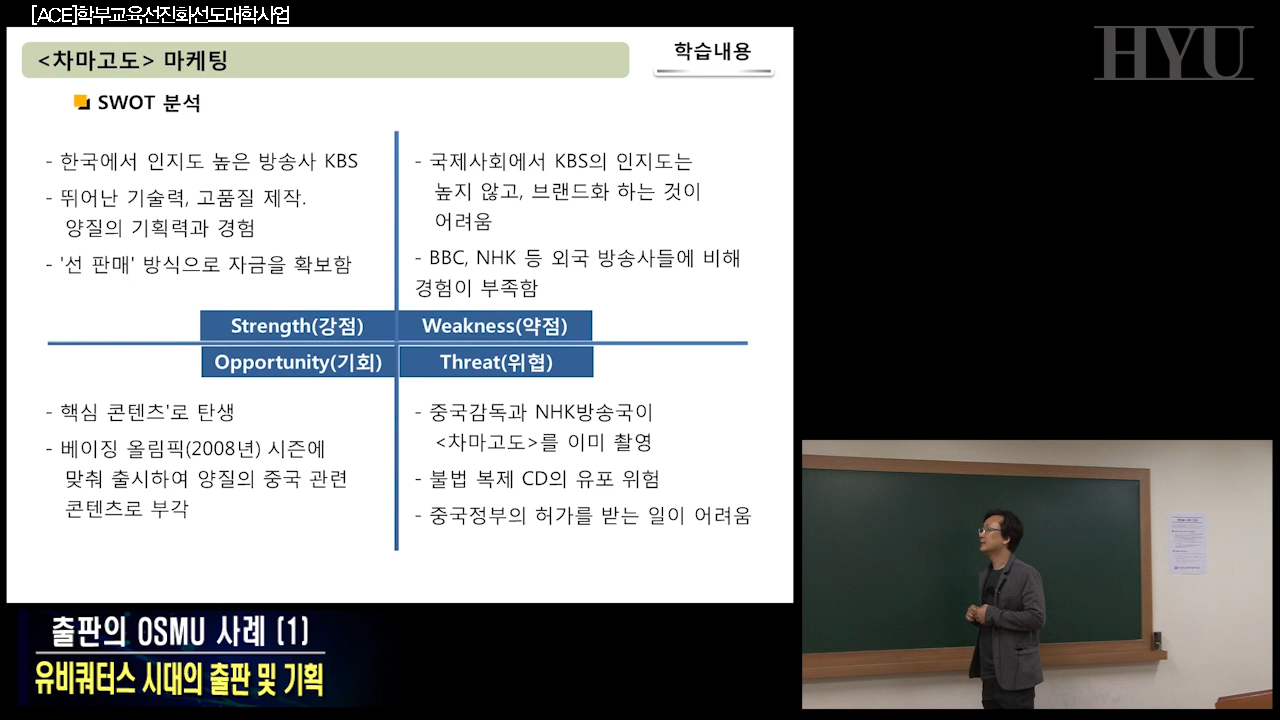 [ACE]학부교육선진화선도대학사업
<차마고도> 마케팅
학습내용
HYU
SWOT 분석
- 한국에서 인지도 높은 방송사 KBS
- 뛰어난 기술력, 고품질 제작.
양질의 기획력과 경험
- '선 판매' 방식으로 자금을 확보함
- 국제사회에서 KBS의 인지도는
높지 않고, 브랜드화 하는 것이
어려움
- BBC, NHK 등 외국 방송사들에 비해
경험이 부족함
Strength(강점)
Weakness(약점)
Opportunity(기회)
Threat(위협)
- 핵심 콘텐츠'로 탄생
- 베이징 올림픽(2008년) 시즌에
맞춰 출시하여 양질의 중국 관련
콘텐츠로 부각
- 중국감독과 NHK방송국이
<차마고도>를 이미 촬영
- 불법 복제 CD의 유포 위험
- 중국정부의 허가를 받는 일이 어려움
출판의 OSMU 사례 (1)
유비쿼터스 시대의 출판 및 기획